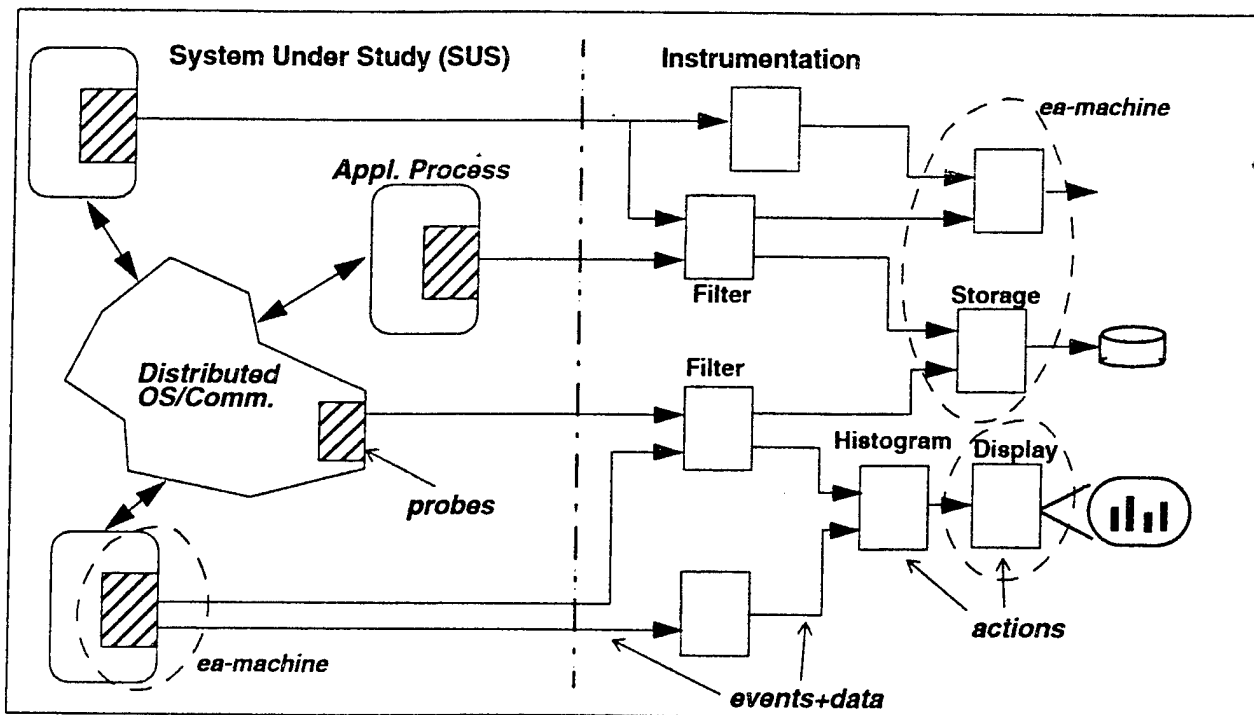 System Under Study (SUS)
Instrumentation
ea-machine
Appl. Process
Filter
Storage
Distributed
OS/Comm.
Filter
Histogram
Display
probes
actions
ea-machine
events+data